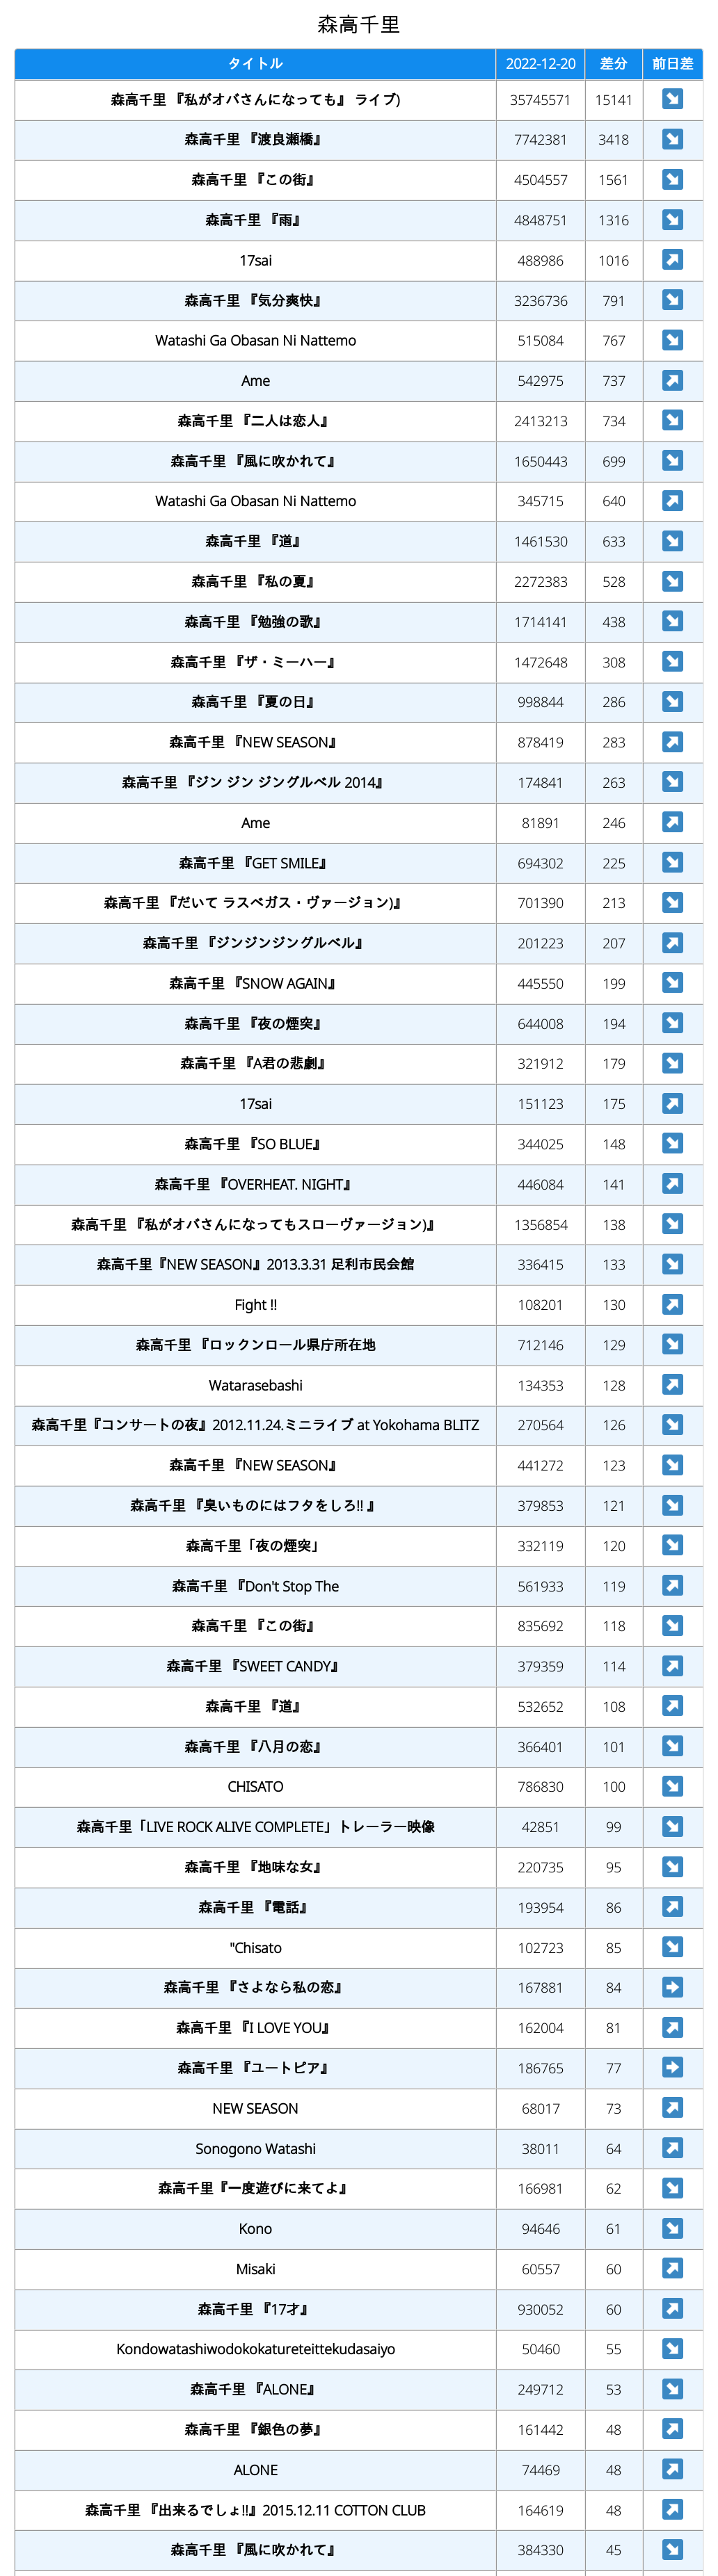 森高千里
タイトル 2022-12-20 差分 前日差
森高千里 『私がオバさんになっても』 ライブ) 35745571 15141
森高千里 『渡良瀬橋』 7742381 3418
森高千里 『この街』 4504557 1561
森高千里 『雨』 4848751 1316
17sai 488986 1016
森高千里 『気分爽快』 3236736 791
Watashi Ga Obasan Ni Nattemo 515084 767
Ame 542975 737
森高千里 『二人は恋人』 2413213 734
森高千里 『風に吹かれて』 1650443 699
Watashi Ga Obasan Ni Nattemo 345715 640
森高千里 『道』 1461530 633
森高千里 『私の夏』 2272383 528
森高千里 『勉強の歌』 1714141 438
森高千里 『ザ・ミーハー』 1472648 308
森高千里 『夏の日』 998844 286
森高千里 『NEW SEASON』 878419 283
森高千里 『ジン ジン ジングルベル 2014』 174841 263
Ame 81891 246
森高千里 『GET SMILE』 694302 225
森高千里 『だいて ラスベガス・ヴァージョン)』 701390 213
森高千里 『ジンジンジングルベル』 201223 207
森高千里 『SNOW AGAIN』 445550 199
森高千里 『夜の煙突』 644008 194
森高千里 『A君の悲劇』 321912 179
17sai 151123 175
森高千里 『SO BLUE』 344025 148
森高千里 『OVERHEAT. NIGHT』 446084 141
森高千里 『私がオバさんになってもスローヴァージョン)』 1356854 138
森高千里『NEW SEASON』2013.3.31 足利市民会館 336415 133
Fight !! 108201 130
森高千里 『ロックンロール県庁所在地 712146 129
Watarasebashi 134353 128
森高千里『コンサートの夜』2012.11.24.ミニライブ at Yokohama BLITZ 270564 126
森高千里 『NEW SEASON』 441272 123
森高千里 『臭いものにはフタをしろ!! 』 379853 121
森高千里「夜の煙突」 332119 120
森高千里 『Don't Stop The 561933 119
森高千里 『この街』 835692 118
森高千里 『SWEET CANDY』 379359 114
森高千里 『道』 532652 108
森高千里 『八月の恋』 366401 101
CHISATO 786830 100
森高千里「LIVE ROCK ALIVE COMPLETE」トレーラー映像 42851 99
森高千里 『地味な女』 220735 95
森高千里 『電話』 193954 86
"Chisato 102723 85
森高千里 『さよなら私の恋』 167881 84
森高千里 『I LOVE YOU』 162004 81
森高千里 『ユートピア』 186765 77
NEW SEASON 68017 73
Sonogono Watashi 38011 64
森高千里『一度遊びに来てよ』 166981 62
Kono 94646 61
Misaki 60557 60
森高千里 『17才』 930052 60
Kondowatashiwodokokatureteittekudasaiyo 50460 55
森高千里 『ALONE』 249712 53
森高千里 『銀色の夢』 161442 48
ALONE 74469 48
森高千里 『出来るでしょ!!』2015.12.11 COTTON CLUB 164619 48
森高千里 『風に吹かれて』 384330 45